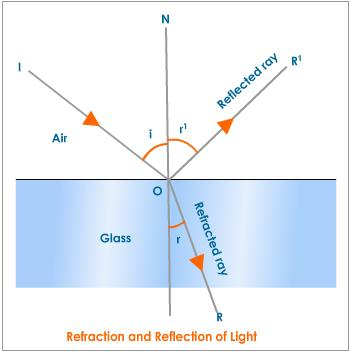 N
I
R¹
Reflected ray
i
r¹
Air
O
Refracted ray
Glass
r
R
Refraction and Reflection of Light